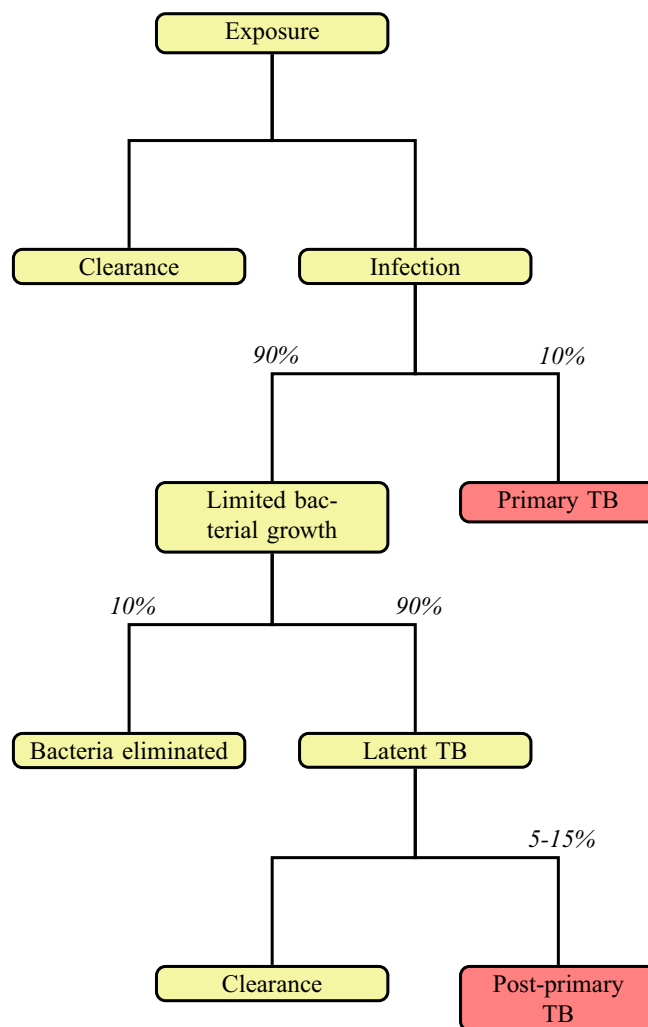 Exposure
Clearance
Infection
90%
10%
Limited bac-
terial growth
Primary TB
10%
90%
Bacteria eliminated
Latent TB
5-15%
Clearance
Post-primary
TB